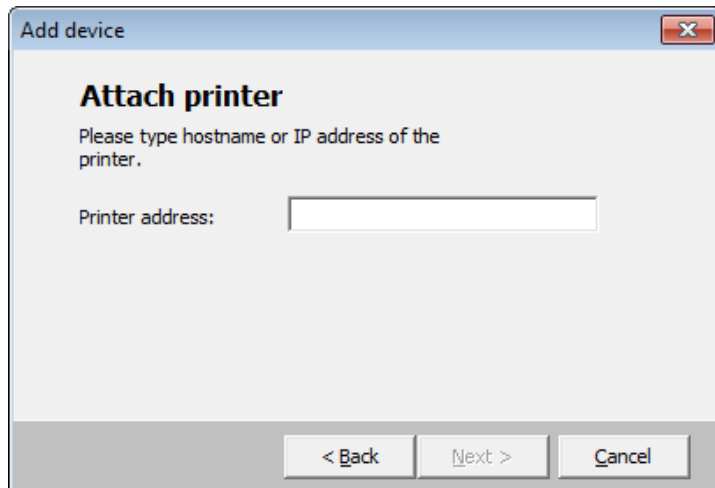 Add device
Attach printer
Please type hostname or IP address of the
printer.
Printer address:
< Back
Next >
Cancel